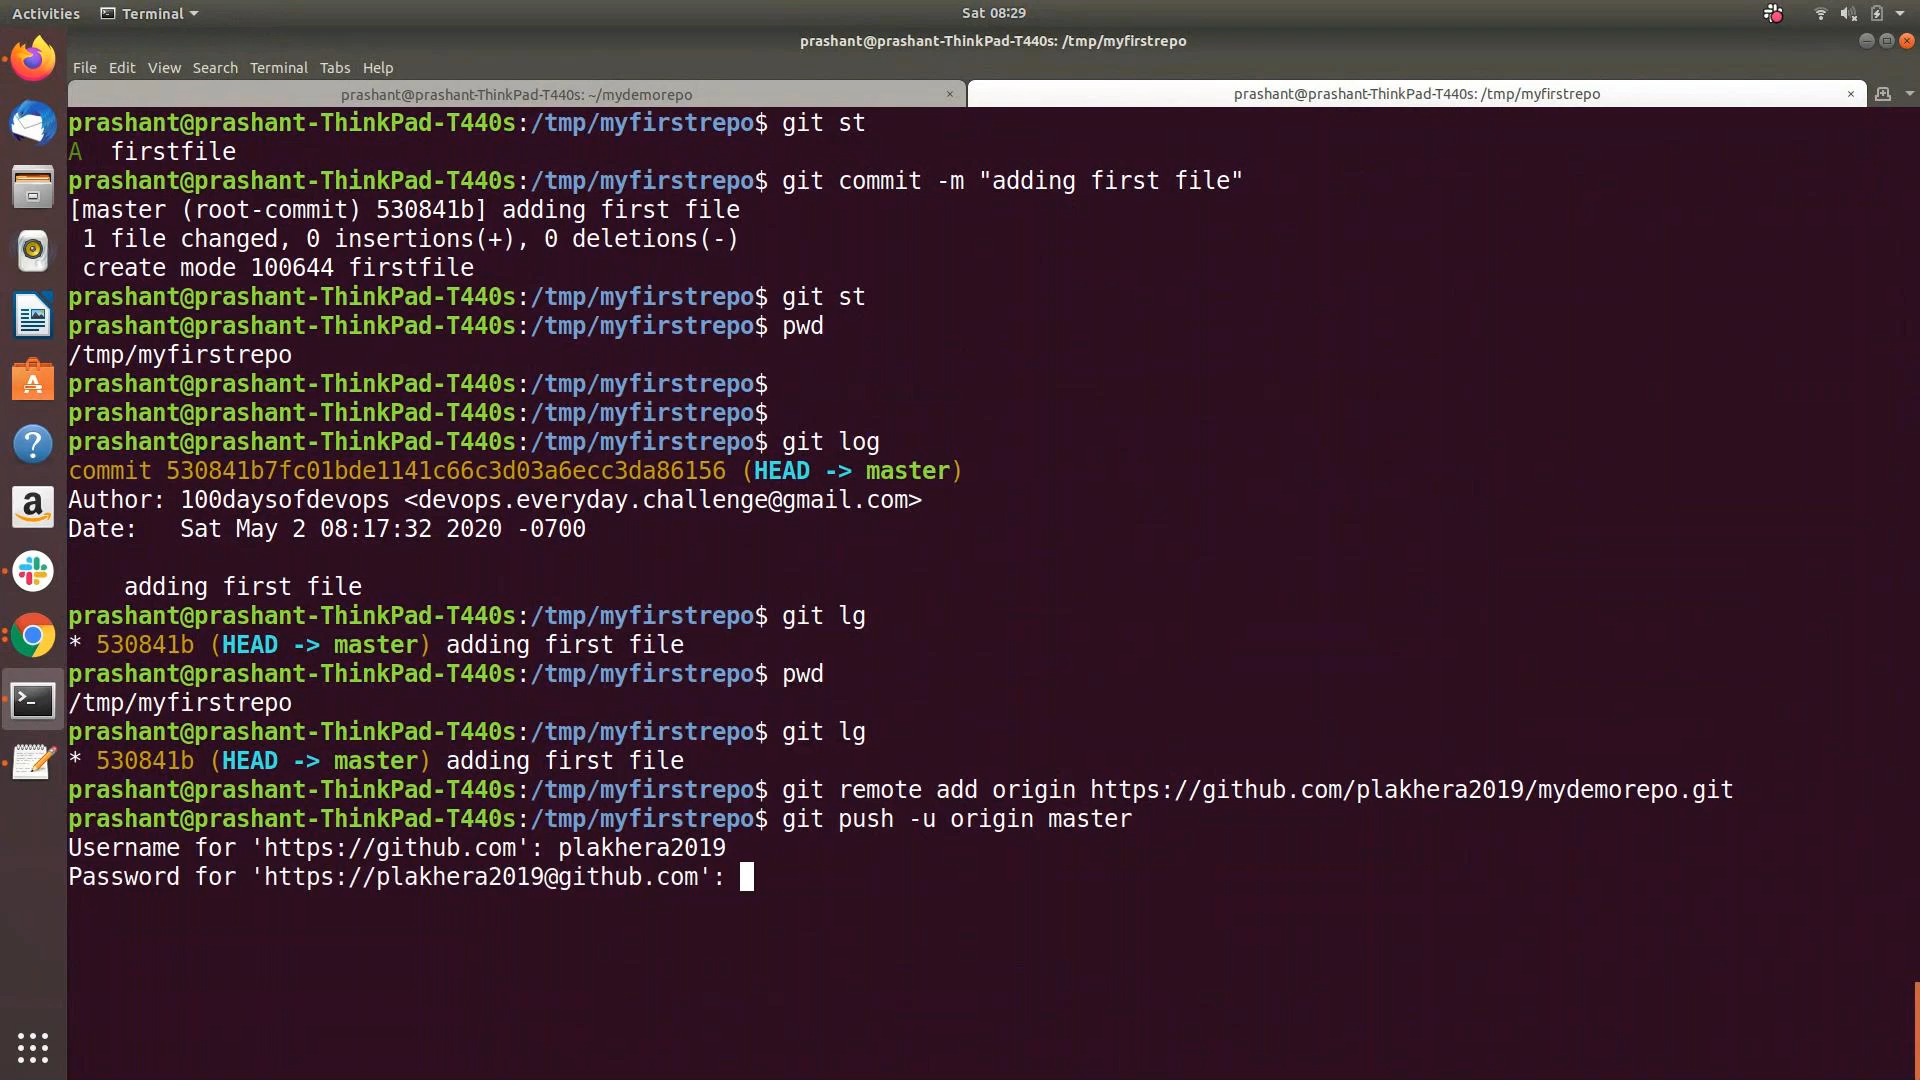 Activities Terminal Sat 08:29
prashant@prashant-ThinkPad-T440s: /tmp/myfirstrepo
File Edit View Search Terminal Tabs Help
prashant@prashant-ThinkPad-T440s: ~/mydemorepo × prashant@prashant-ThinkPad-T440s: /tmp/myfirstrepo ×
prashant@prashant-ThinkPad-T440s:/tmp/myfirstrepo$ git st
A  firstfile
prashant@prashant-ThinkPad-T440s:/tmp/myfirstrepo$ git commit -m "adding first file"
[master (root-commit) 530841b] adding first file
 1 file changed, 0 insertions(+), 0 deletions(-)
 create mode 100644 firstfile
prashant@prashant-ThinkPad-T440s:/tmp/myfirstrepo$ git st
prashant@prashant-ThinkPad-T440s:/tmp/myfirstrepo$ pwd
/tmp/myfirstrepo
prashant@prashant-ThinkPad-T440s:/tmp/myfirstrepo$
prashant@prashant-ThinkPad-T440s:/tmp/myfirstrepo$
prashant@prashant-ThinkPad-T440s:/tmp/myfirstrepo$ git log
commit 530841b7fc01bde1141c66c3d03a6ecc3da86156 (HEAD -> master)
Author: 100daysofdevops <devops.everyday.challenge@gmail.com>
Date:   Sat May 2 08:17:32 2020 -0700
    adding first file
prashant@prashant-ThinkPad-T440s:/tmp/myfirstrepo$ git lg
* 530841b (HEAD -> master) adding first file
prashant@prashant-ThinkPad-T440s:/tmp/myfirstrepo$ pwd
/tmp/myfirstrepo
prashant@prashant-ThinkPad-T440s:/tmp/myfirstrepo$ git lg
* 530841b (HEAD -> master) adding first file
prashant@prashant-ThinkPad-T440s:/tmp/myfirstrepo$ git remote add origin https://github.com/plakhera2019/mydemorepo.git
prashant@prashant-ThinkPad-T440s:/tmp/myfirstrepo$ git push -u origin master
Username for 'https://github.com': plakhera2019
Password for 'https://plakhera2019@github.com':